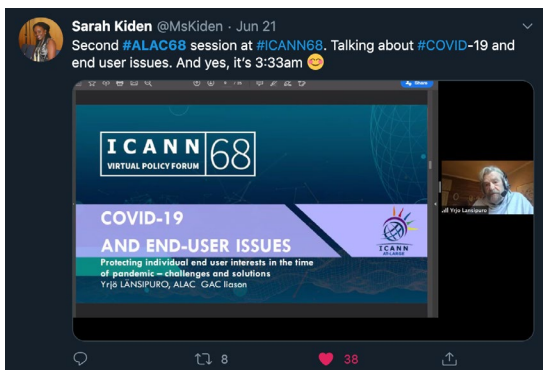 Sarah Kiden @MsKiden · Jun 21
Second #ALAC68 session at #ICANN68. Talking about #COVID-19 and
end user issues. And yes, it's 3:33am 😊
Share
ICANN 68
VIRTUAL POLICY FORUM
COVID-19
AND END-USER ISSUES
Protecting individual end user interests in the time
of pandemic – challenges and solutions
Yrjö LÄNSIPURO, ALAC GAC liason
ICANN
AT-LARGE
Yrjo Lansipuro
8
38